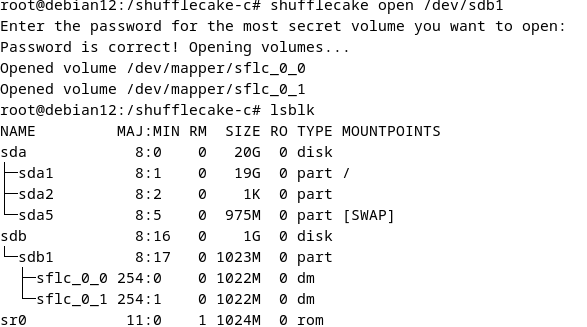 root@debian12:/shufflecake-c# shufflecake open /dev/sdb1
Enter the password for the most secret volume you want to open:
Password is correct! Opening volumes...
Opened volume /dev/mapper/sflc_0_0
Opened volume /dev/mapper/sflc_0_1
root@debian12:/shufflecake-c# lsblk
NAME         MAJ:MIN RM  SIZE RO TYPE MOUNTPOINTS
sda            8:0    0   20G  0 disk
├─sda1         8:1    0   19G  0 part /
├─sda2         8:2    0    1K  0 part
└─sda5         8:5    0  975M  0 part [SWAP]
sdb            8:16   0    1G  0 disk
└─sdb1         8:17   0 1023M  0 part
  ├─sflc_0_0 254:0    0 1022M  0 dm
  └─sflc_0_1 254:1    0 1022M  0 dm
sr0           11:0    1 1024M  0 rom